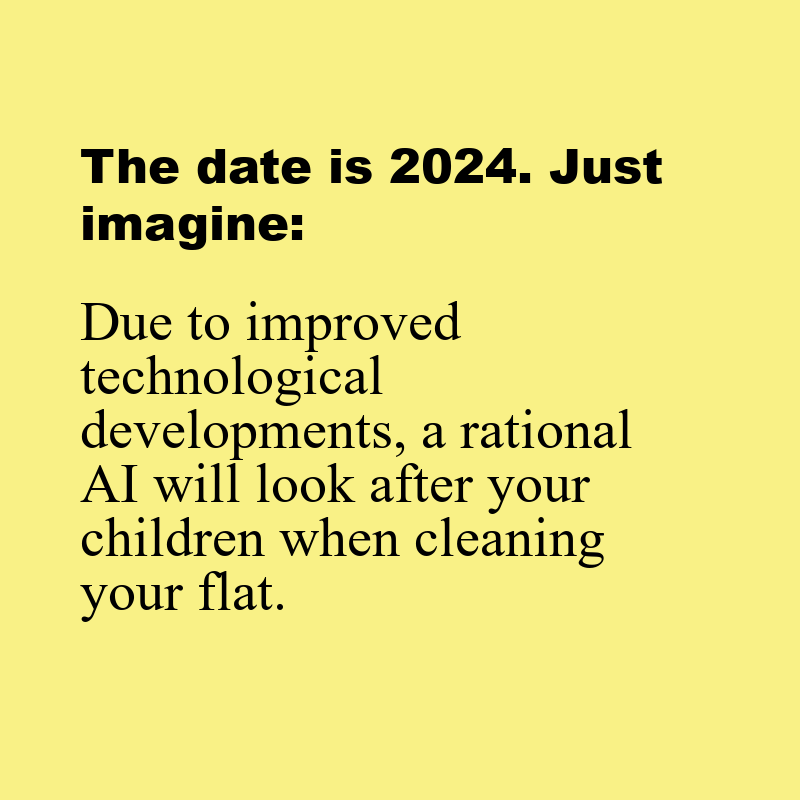 The date is 2024. Just
imagine:
Due to improved
technological
developments, a rational
AI will look after your
children when cleaning
your flat.